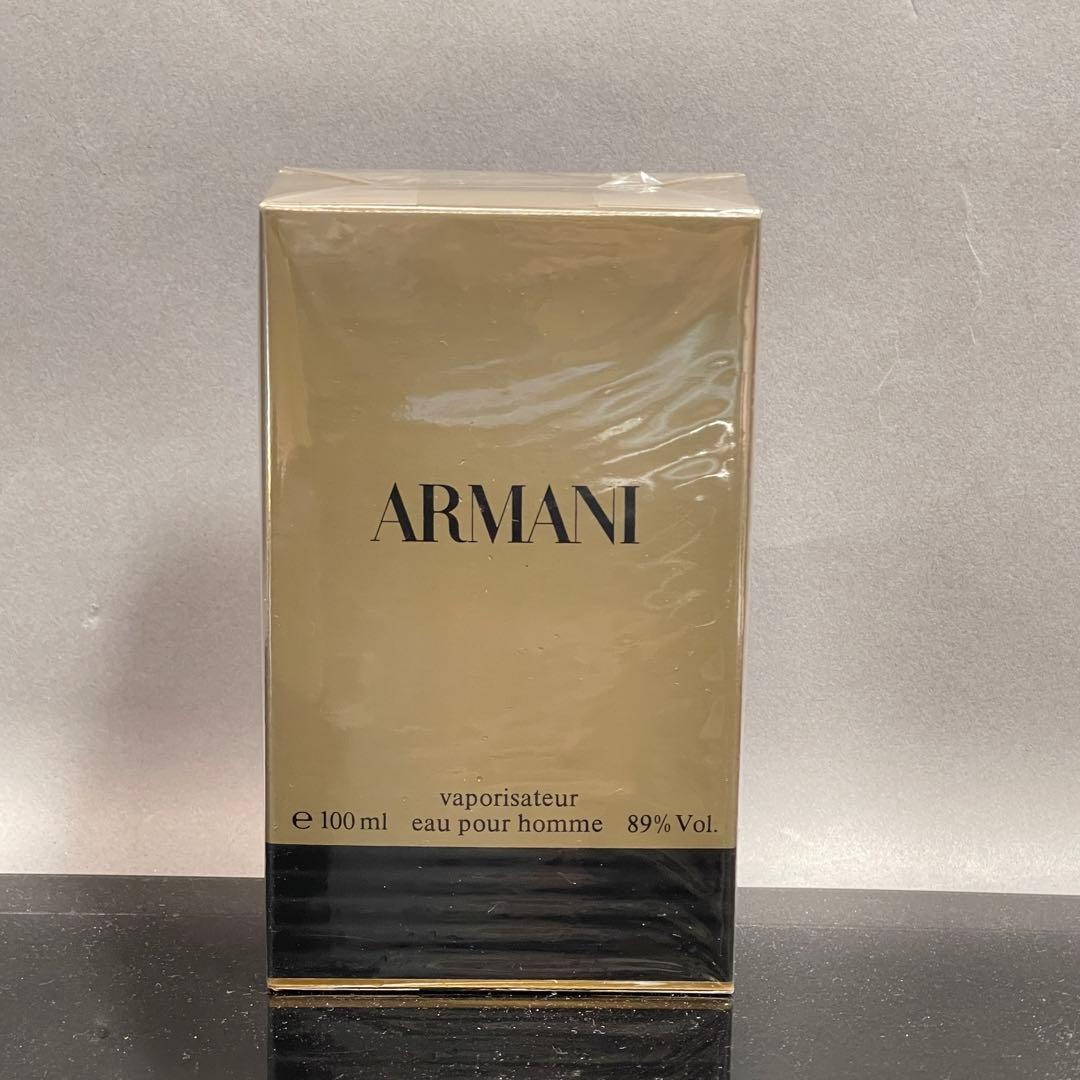 ARMANI
vaporisateur
℮ 100 ml eau pour homme 89% Vol.